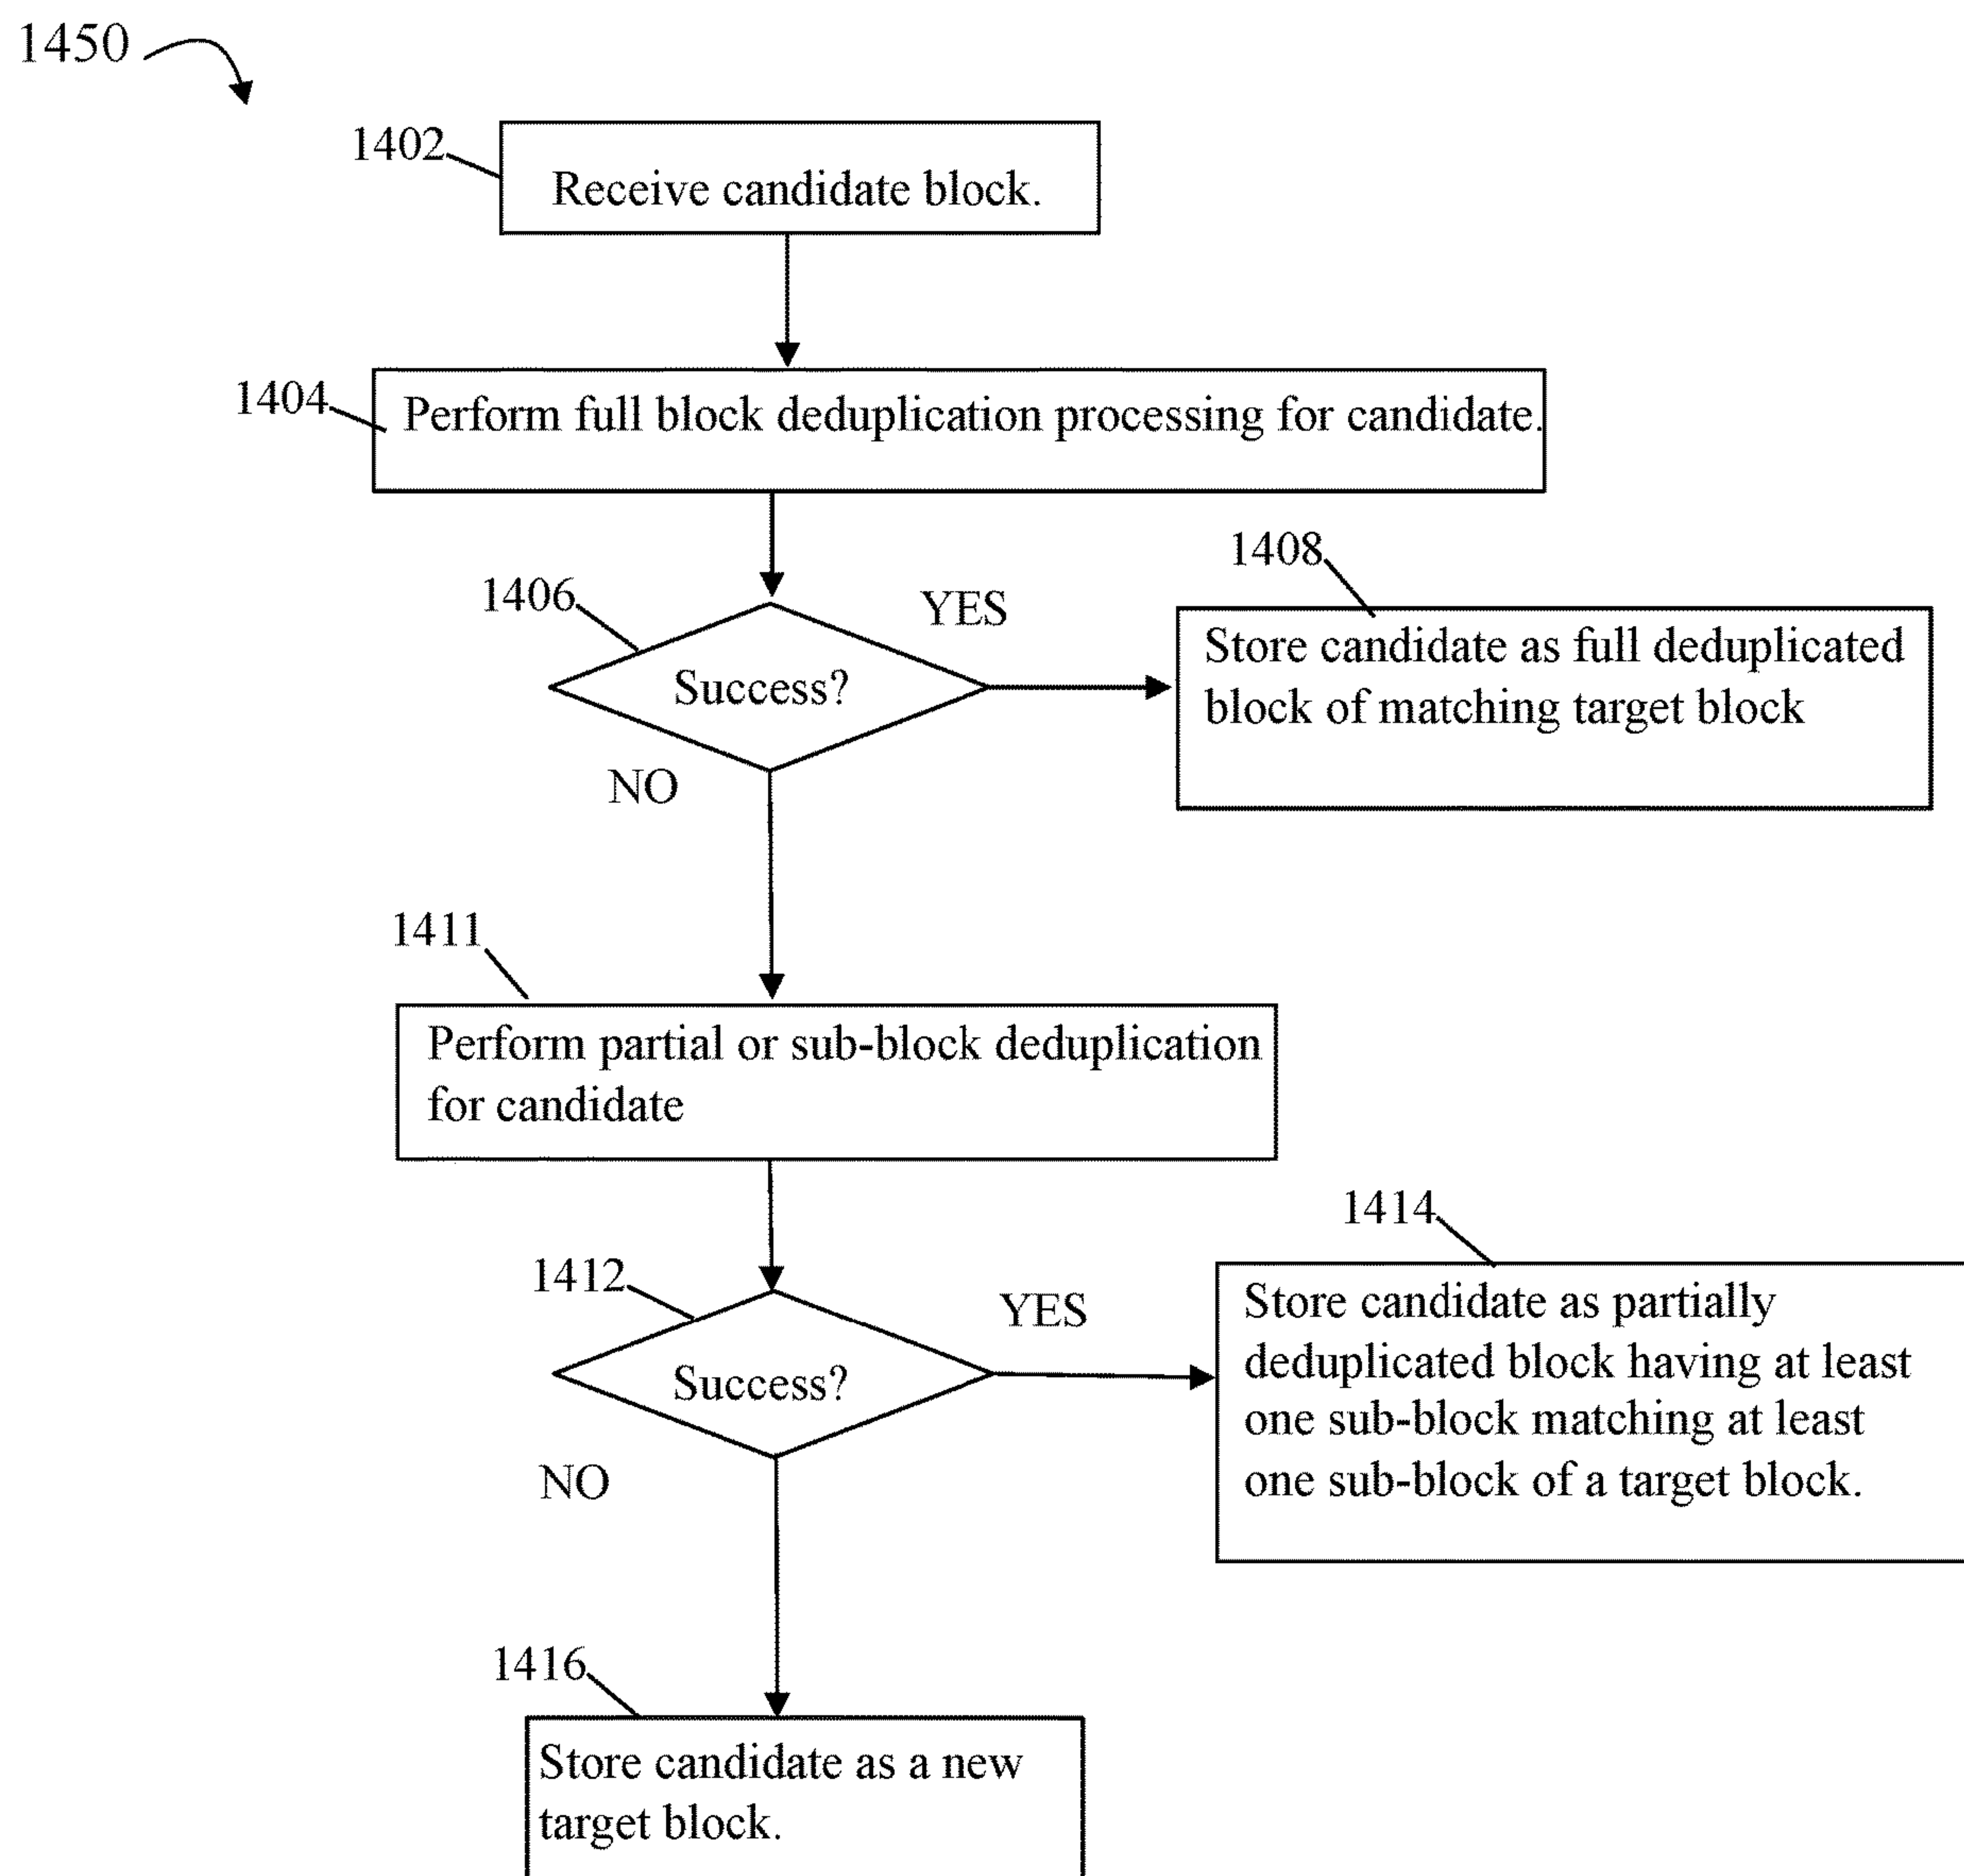 1450
1402
Receive candidate block.
1404
Perform full block deduplication processing for candidate.
1406
Success?
YES
NO
1408
Store candidate as full deduplicated
block of matching target block
1411
Perform partial or sub-block deduplication
for candidate
1412
Success?
YES
NO
1414
Store candidate as partially
deduplicated block having at least
one sub-block matching at least
one sub-block of a target block.
1416
Store candidate as a new
target block.